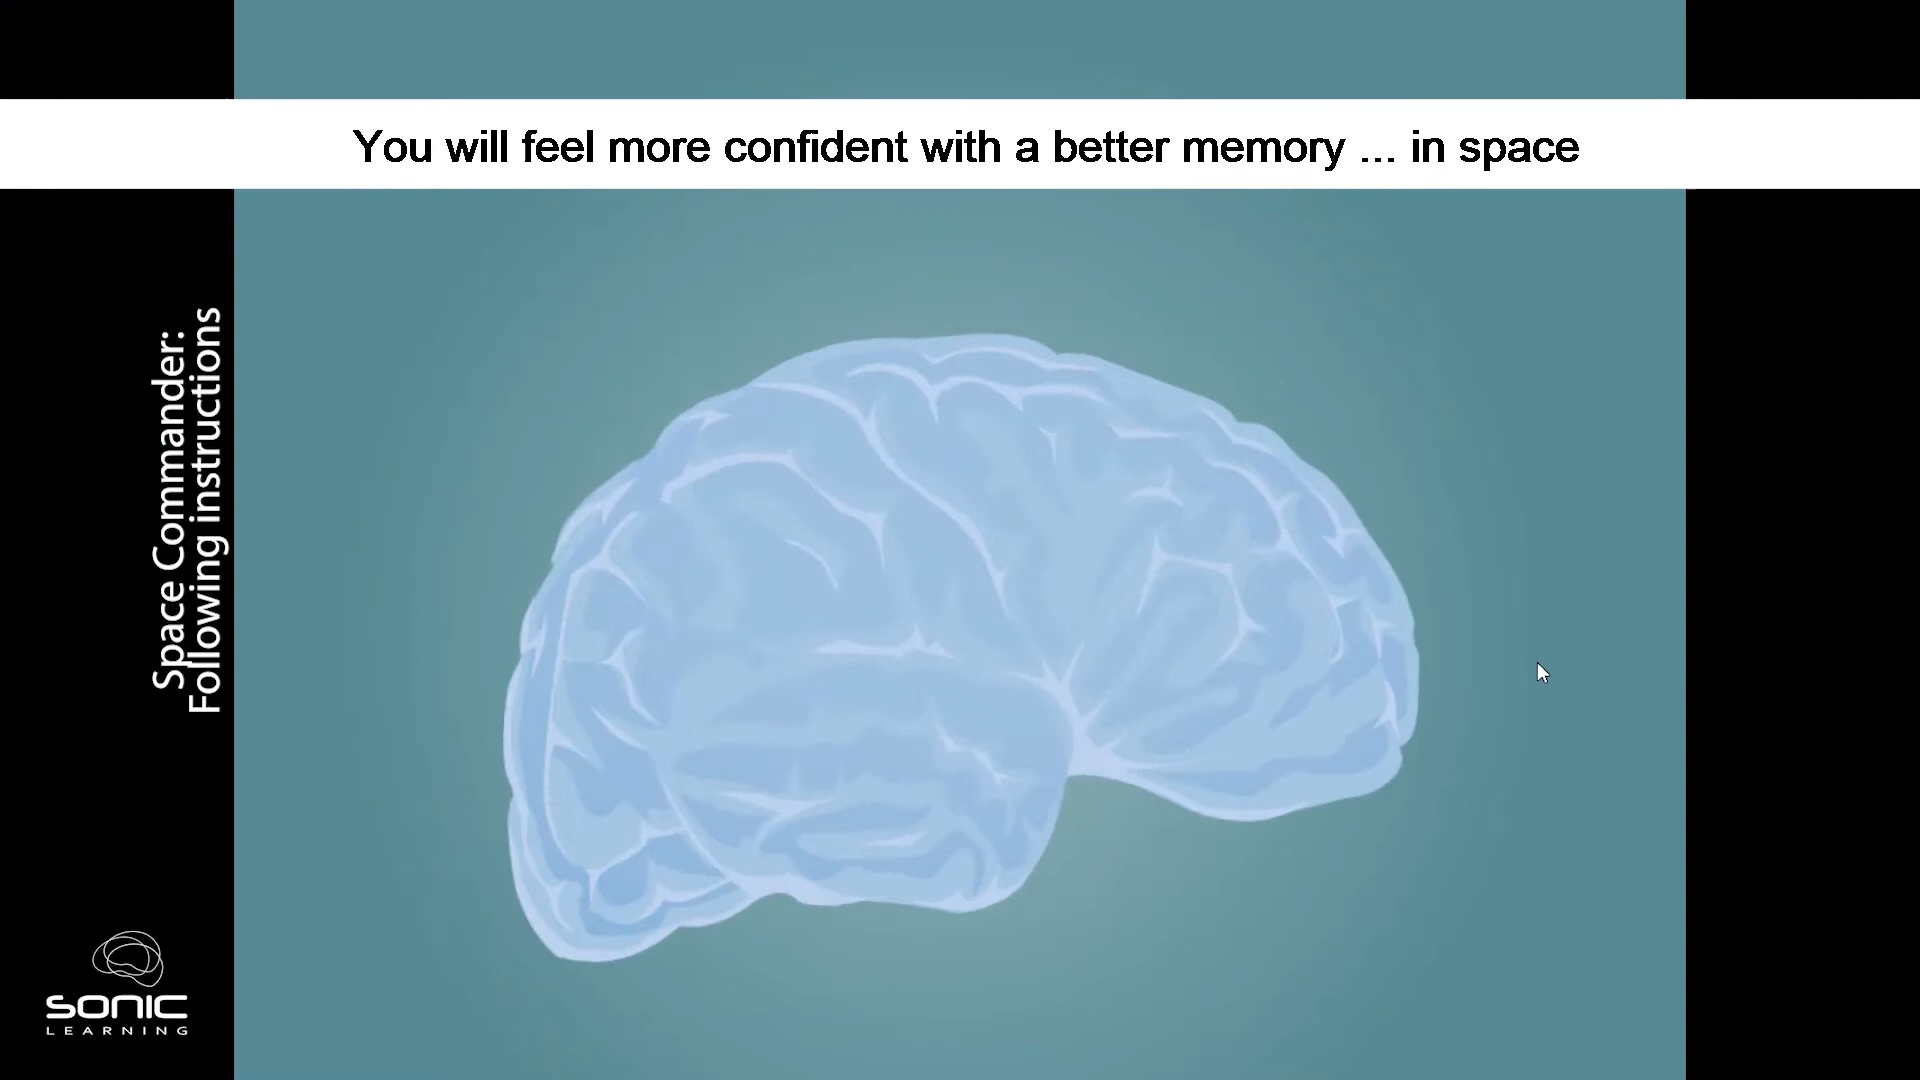 You will feel more confident with a better memory ... in space
Space Commander:
Following instructions
SONIC
LEARNING